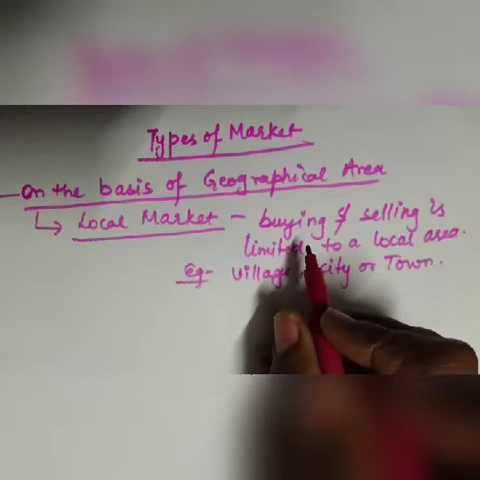 Types of Market
On the basis of Geographical Area
↳ Local Market - buying & selling is
limited to a local area.
Eg- Village city or Town.